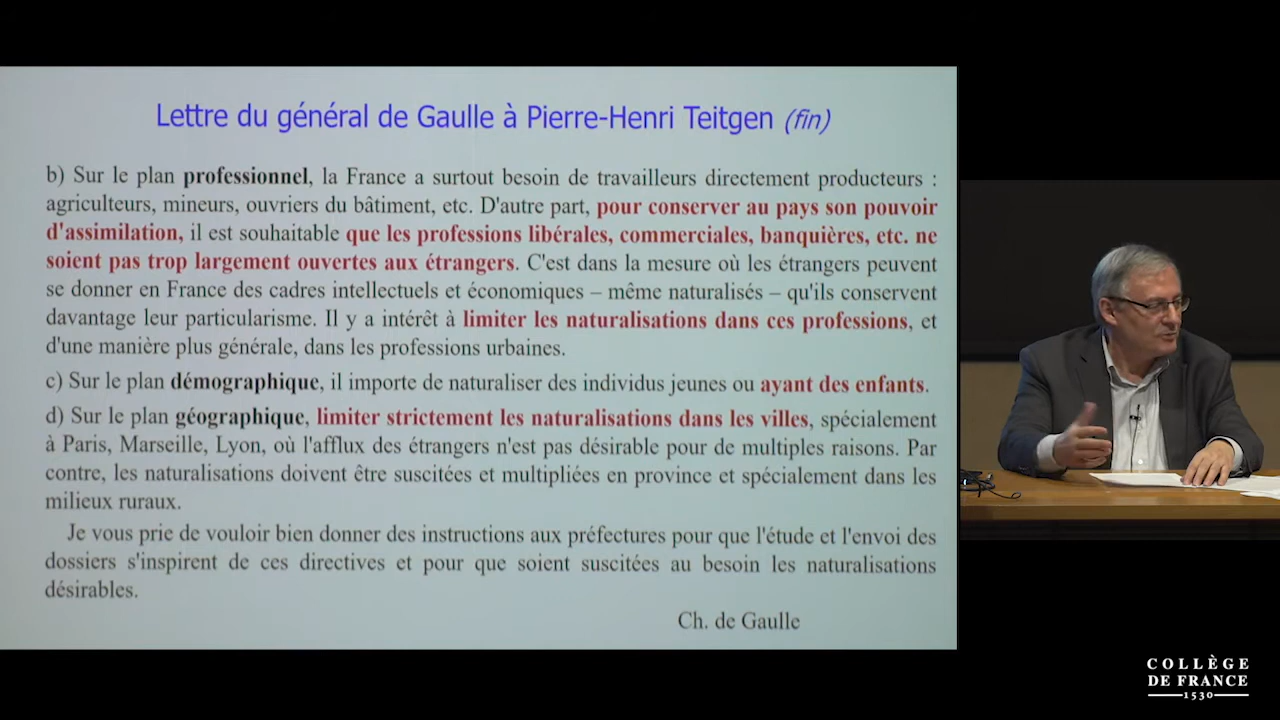 Lettre du général de Gaulle à Pierre-Henri Teitgen (fin)
b) Sur le plan professionnel, la France a surtout besoin de travailleurs directement producteurs :
agriculteurs, mineurs, ouvriers du bâtiment, etc. D'autre part, pour conserver au pays son pouvoir
d'assimilation, il est souhaitable que les professions libérales, commerciales, banquières, etc. ne
soient pas trop largement ouvertes aux étrangers. C'est dans la mesure où les étrangers peuvent
se donner en France des cadres intellectuels et économiques – même naturalisés – qu'ils conservent
davantage leur particularisme. Il y a intérêt à limiter les naturalisations dans ces professions, et
d'une manière plus générale, dans les professions urbaines.
c) Sur le plan démographique, il importe de naturaliser des individus jeunes ou ayant des enfants.
d) Sur le plan géographique, limiter strictement les naturalisations dans les villes, spécialement
à Paris, Marseille, Lyon, où l'afflux des étrangers n'est pas désirable pour de multiples raisons. Par
contre, les naturalisations doivent être suscitées et multipliées en province et spécialement dans les
milieux ruraux.
Je vous prie de vouloir bien donner des instructions aux préfectures pour que l'étude et l'envoi des
dossiers s'inspirent de ces directives et pour que soient suscitées au besoin les naturalisations
désirables.
Ch. de Gaulle
COLLÈGE
DE FRANCE
1530